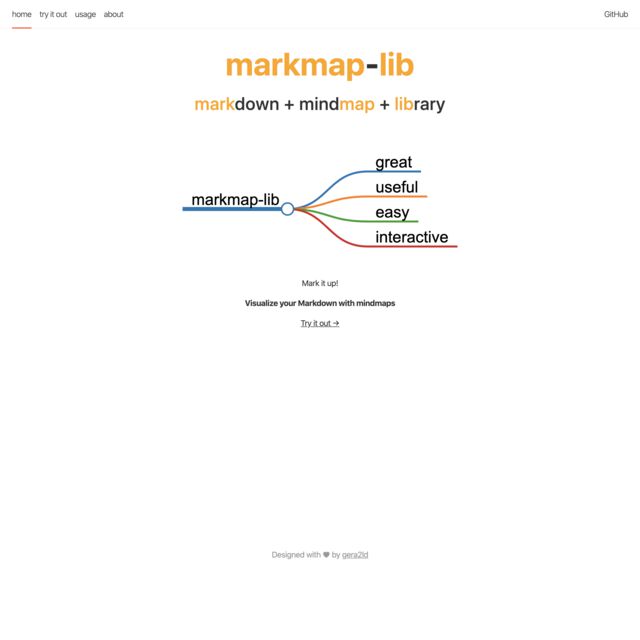 home try it out usage about GitHub
markmap-lib
markdown + mindmap + library
great
useful
markmap-lib
easy
interactive
Mark it up!
Visualize your Markdown with mindmaps
Try it out →
Designed with ♥ by gera2ld